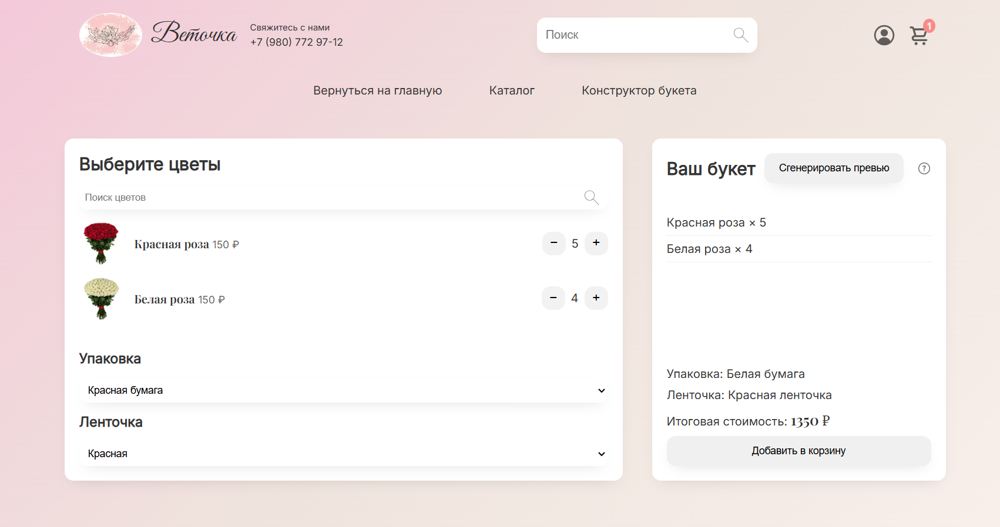 Веточка
Свяжитесь с нами
+7 (980) 772 97-12
Поиск
1
Вернуться на главную
Каталог
Конструктор букета
Выберите цветы
Поиск цветов
Красная роза 150 ₽
− 5 +
Белая роза 150 ₽
− 4 +
Упаковка
Красная бумага
Ленточка
Красная
Ваш букет
Сгенерировать превью
?
Красная роза × 5
Белая роза × 4
Упаковка: Белая бумага
Ленточка: Красная ленточка
Итоговая стоимость: 1350 ₽
Добавить в корзину